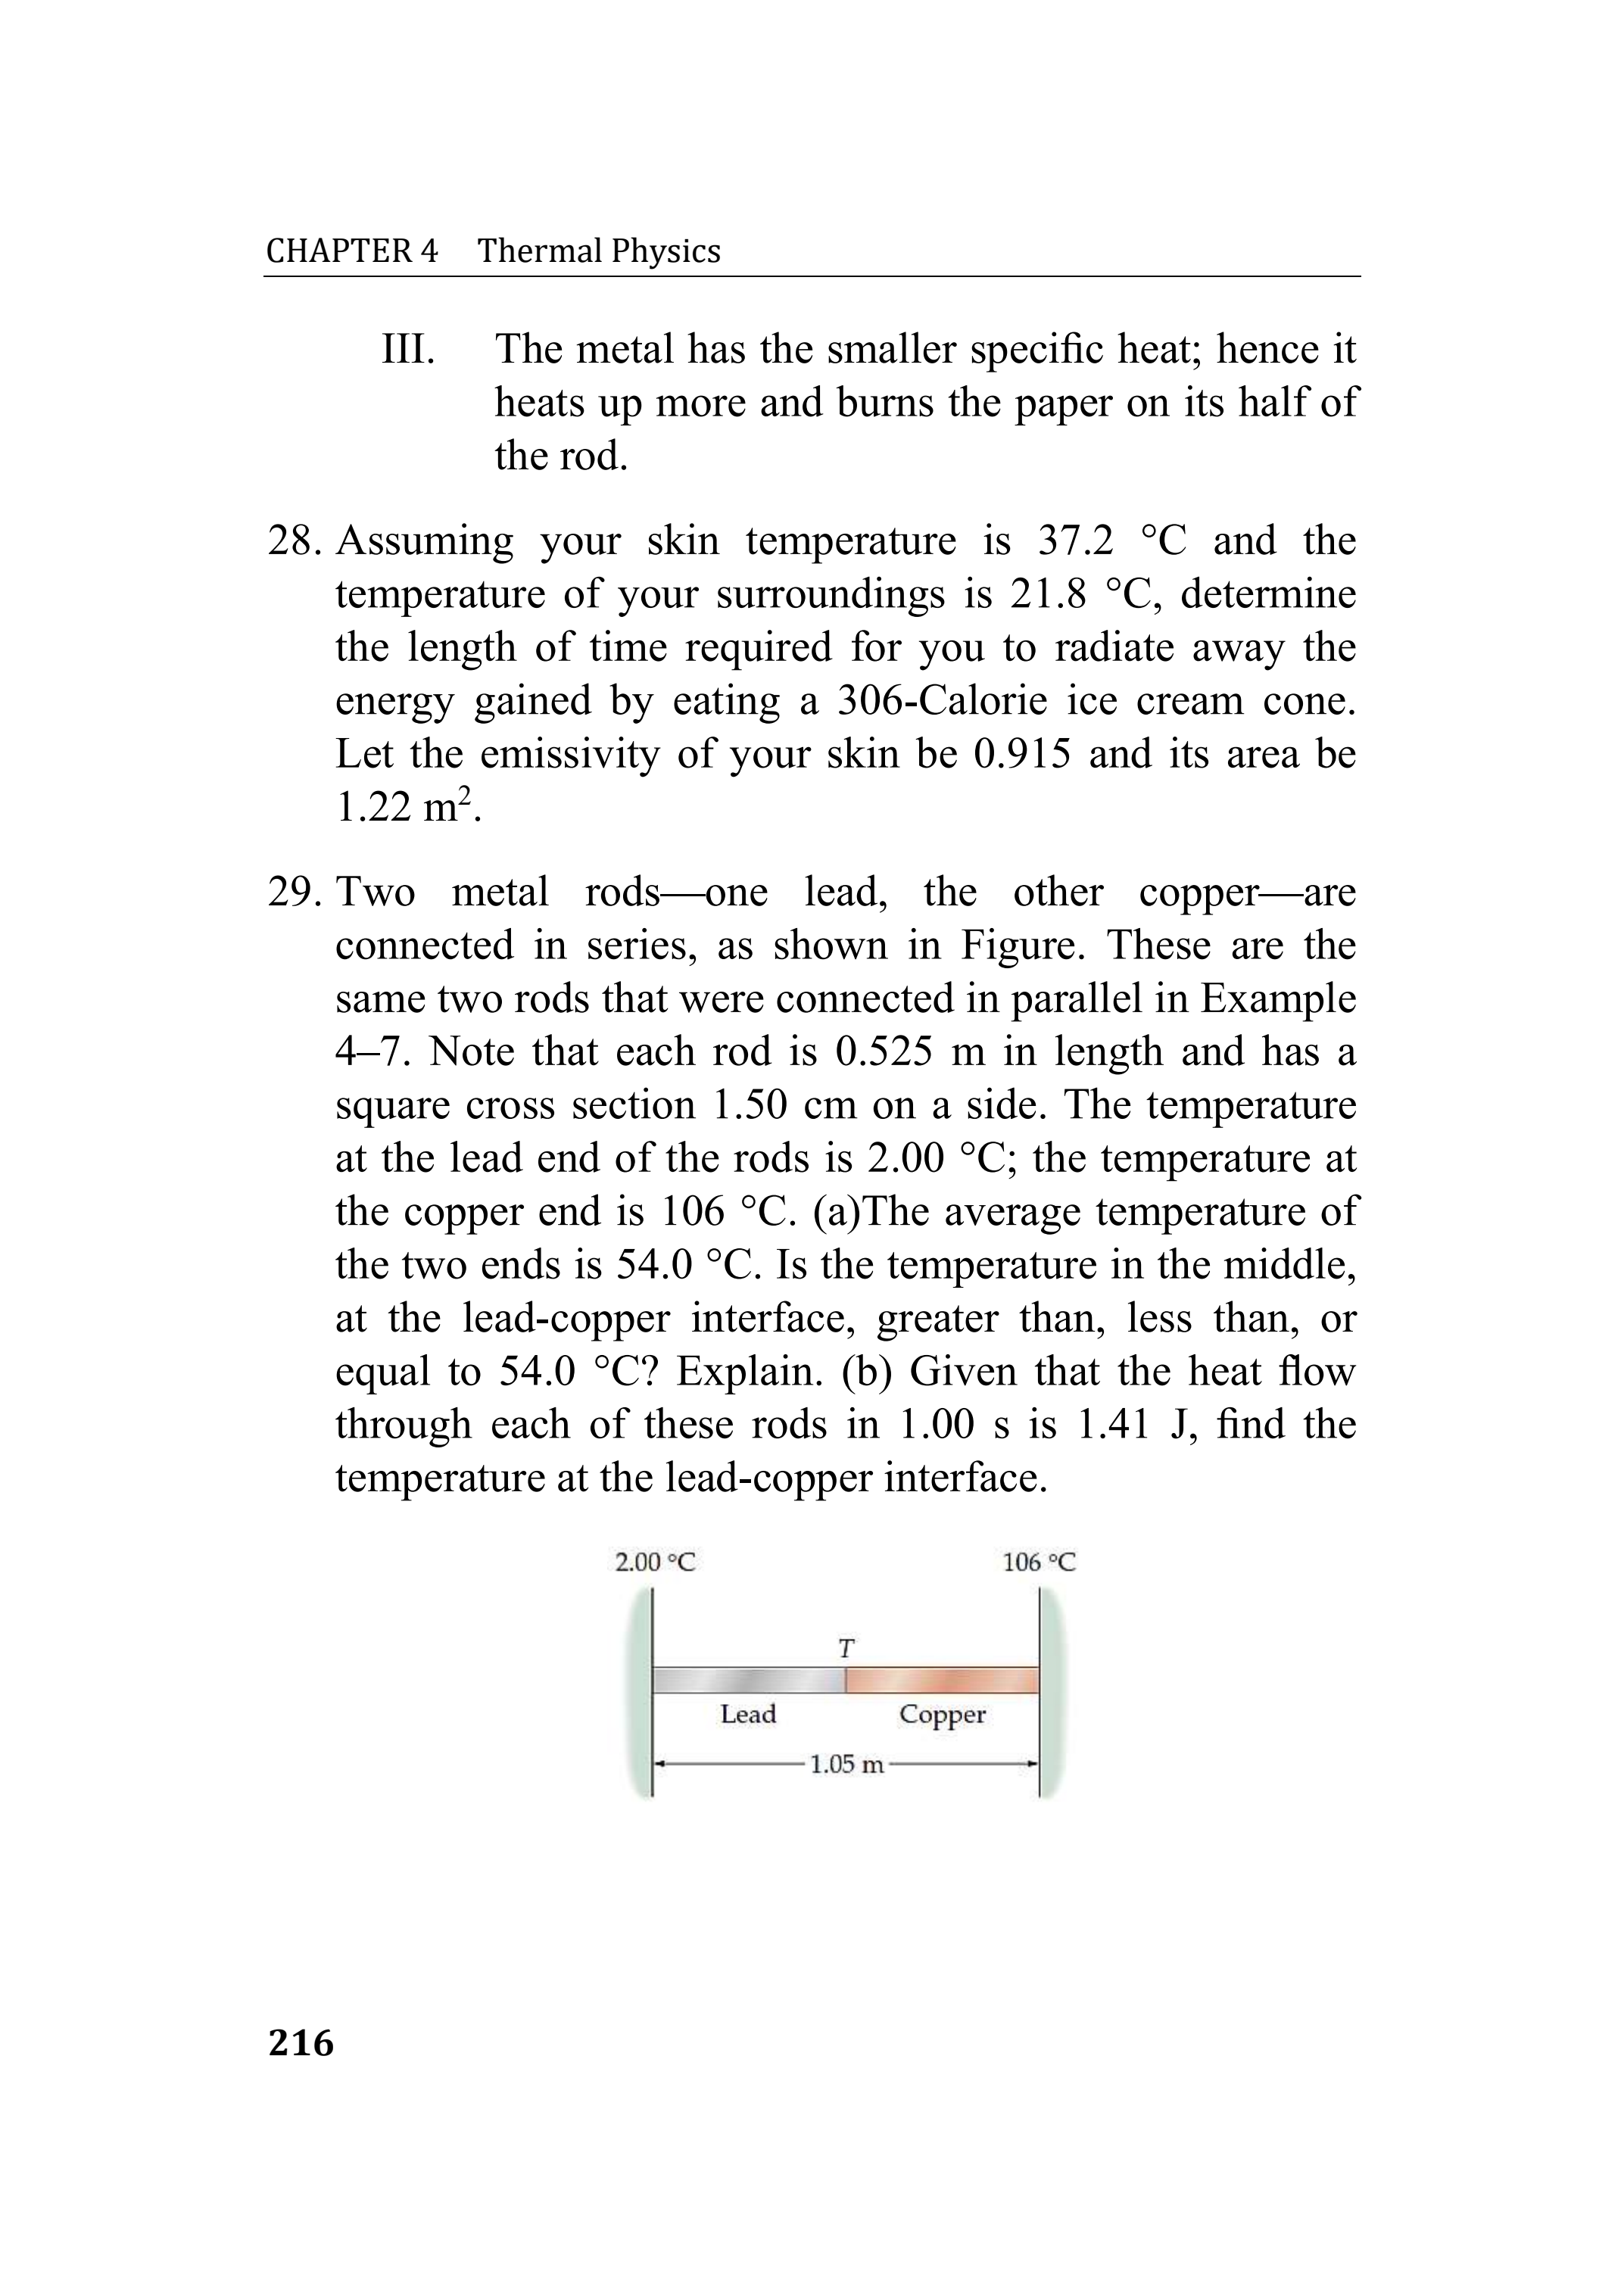 CHAPTER 4 Thermal Physics
III. The metal has the smaller specific heat; hence it
heats up more and burns the paper on its half of
the rod.
28. Assuming your skin temperature is 37.2 °C and the
temperature of your surroundings is 21.8 °C, determine
the length of time required for you to radiate away the
energy gained by eating a 306-Calorie ice cream cone.
Let the emissivity of your skin be 0.915 and its area be
1.22 m².
29. Two metal rods—one lead, the other copper—are
connected in series, as shown in Figure. These are the
same two rods that were connected in parallel in Example
4–7. Note that each rod is 0.525 m in length and has a
square cross section 1.50 cm on a side. The temperature
at the lead end of the rods is 2.00 °C; the temperature at
the copper end is 106 °C. (a)The average temperature of
the two ends is 54.0 °C. Is the temperature in the middle,
at the lead-copper interface, greater than, less than, or
equal to 54.0 °C? Explain. (b) Given that the heat flow
through each of these rods in 1.00 s is 1.41 J, find the
temperature at the lead-copper interface.
2.00 °C 106 °C
T
Lead Copper
1.05 m
216